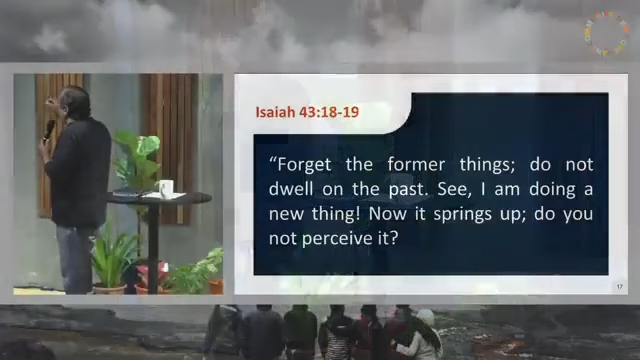 Isaiah 43:18-19
“Forget the former things; do not
dwell on the past. See, I am doing a
new thing! Now it springs up; do you
not perceive it?
17